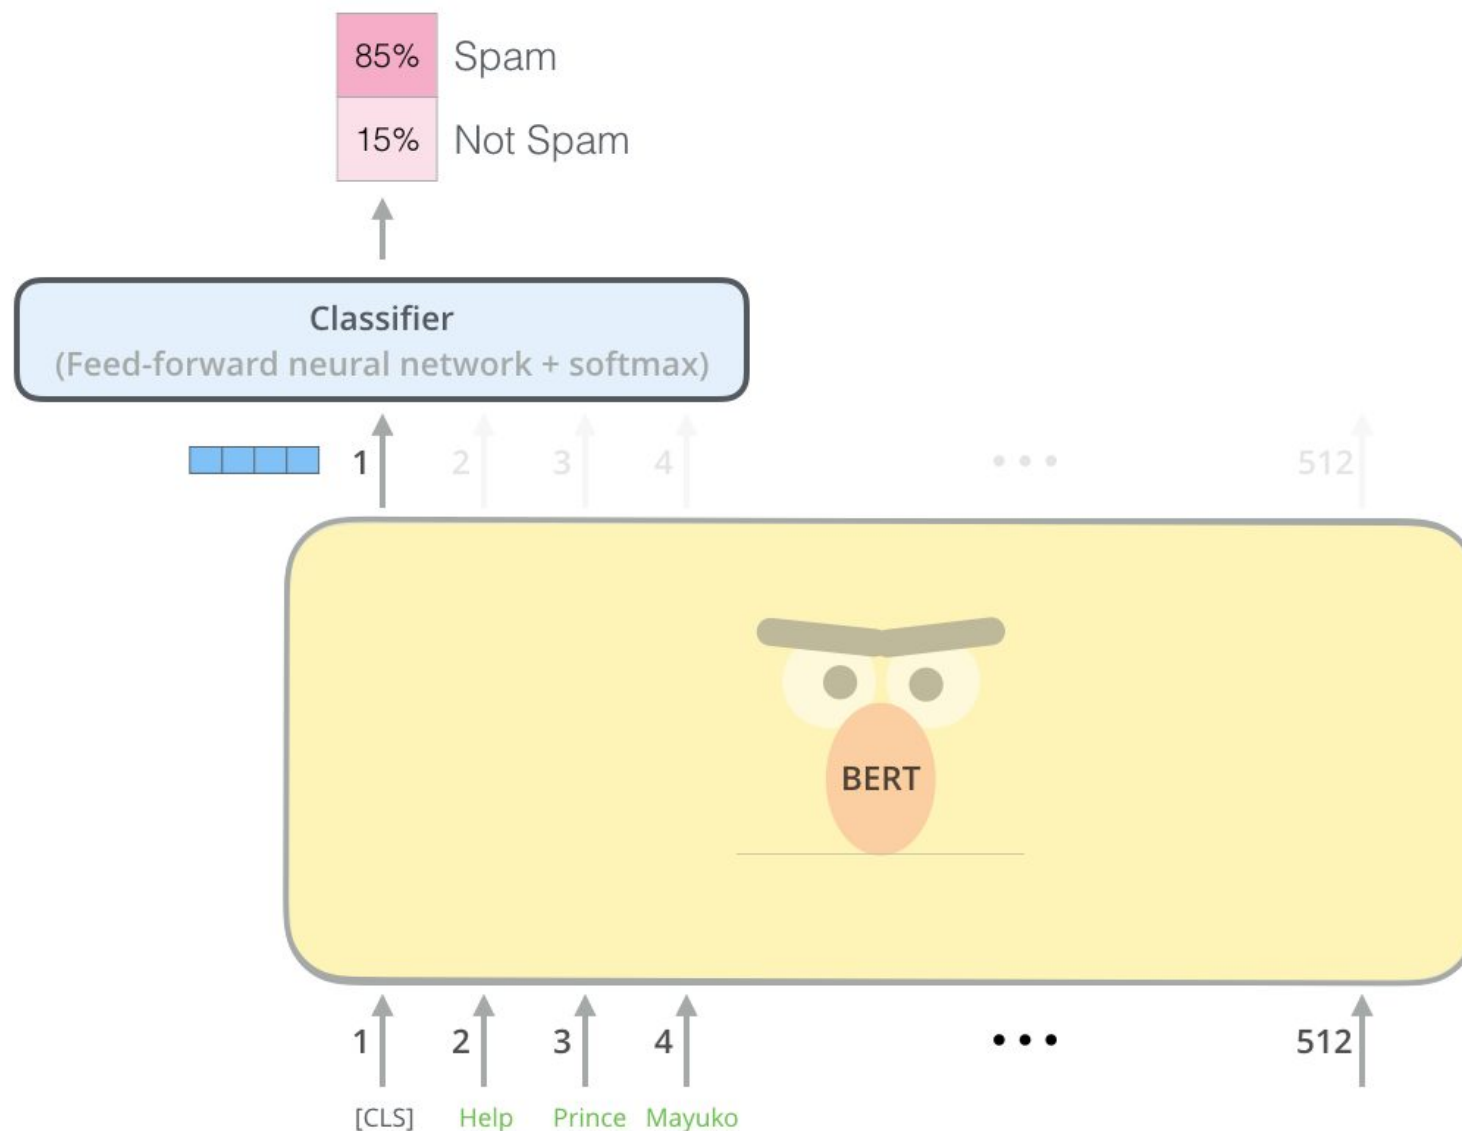 85% Spam
15% Not Spam
Classifier
(Feed-forward neural network + softmax)
1 2 3 4 ••• 512
BERT
1 2 3 4 ••• 512
[CLS] Help Prince Mayuko